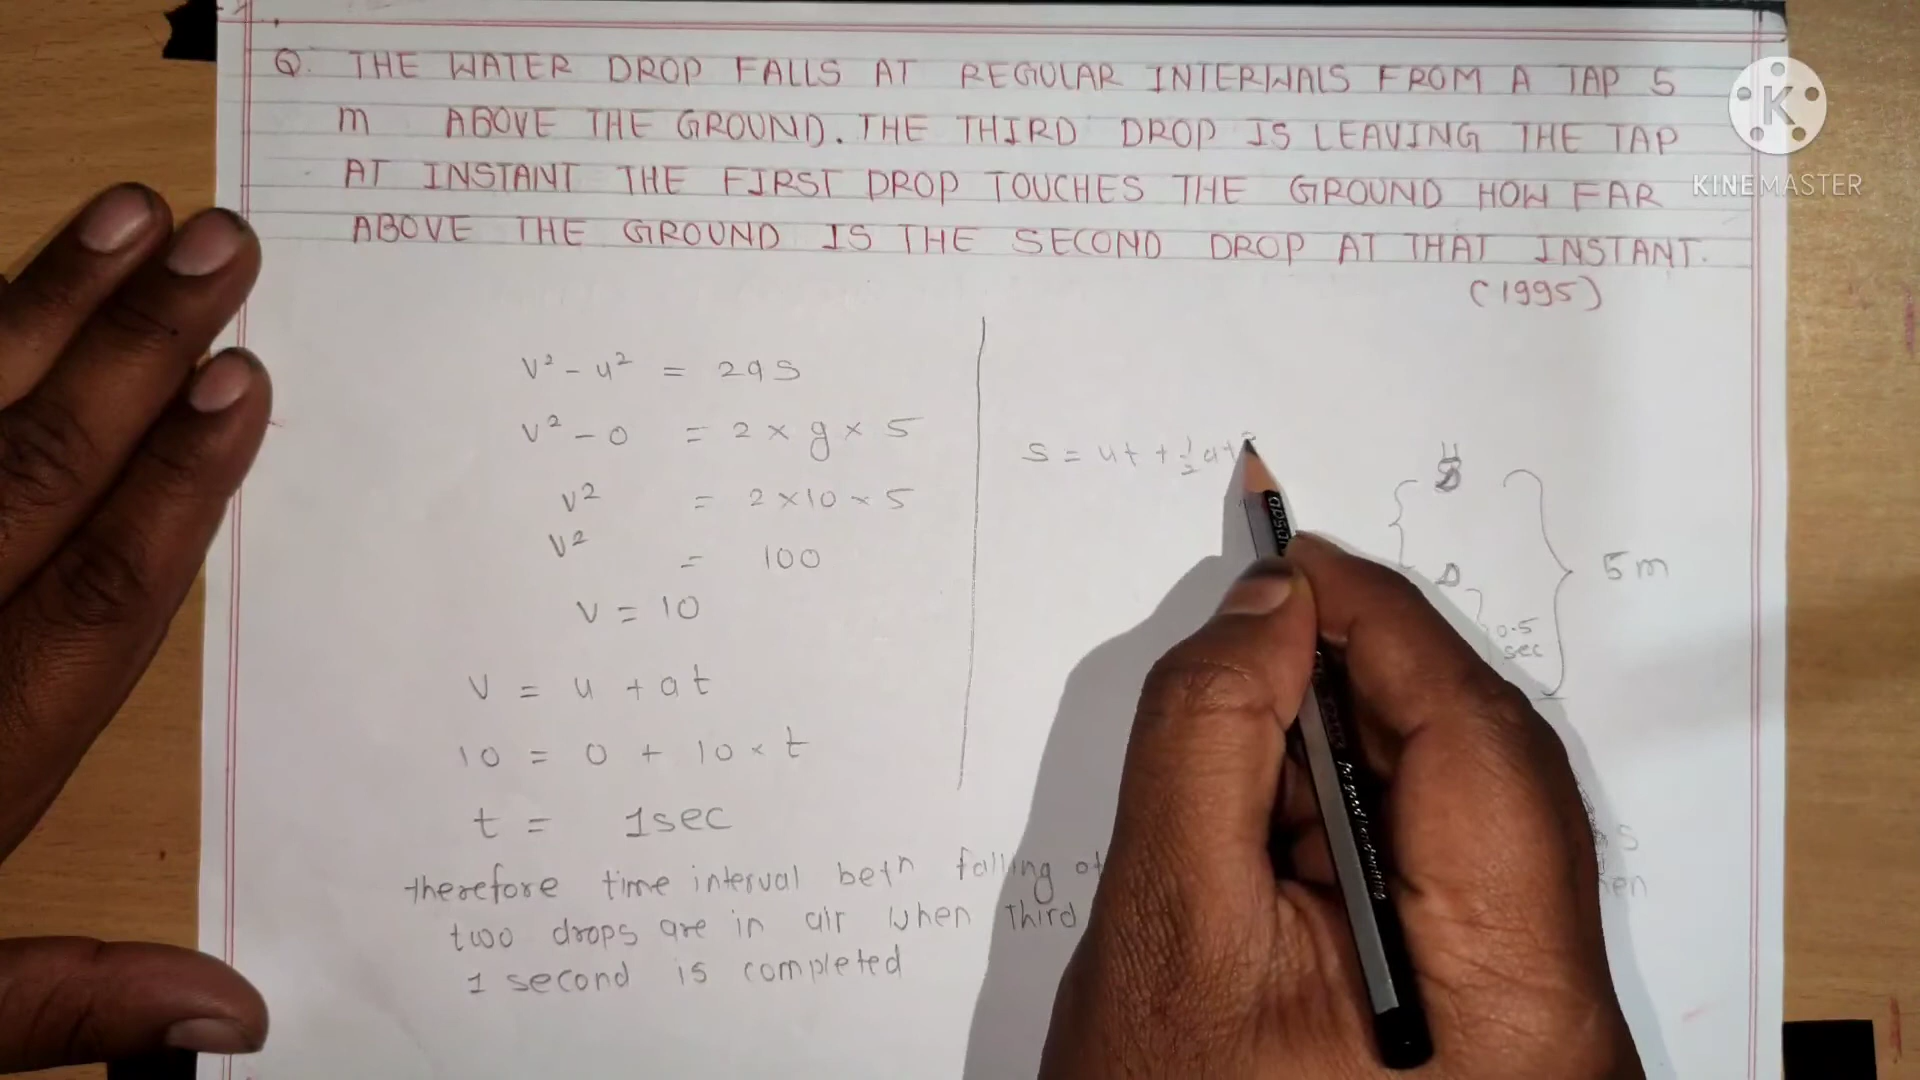 Q. THE WATER DROP FALLS AT REGULAR INTERVALS FROM A TAP 5
m ABOVE THE GROUND. THE THIRD DROP IS LEAVING THE TAP
AT INSTANT THE FIRST DROP TOUCHES THE GROUND HOW FAR
ABOVE THE GROUND IS THE SECOND DROP AT THAT INSTANT.
(1995)
KINEMASTER
v² - u² = 2as
v² - 0 = 2 × g × 5
v² = 2 × 10 × 5
v² = 100
v = 10
v = u + at
10 = 0 + 10 × t
t = 1sec
therefore time interval betn falling of
two drops are in air when third
1 second is completed
s = ut + ½at²
5 m
0.5
sec